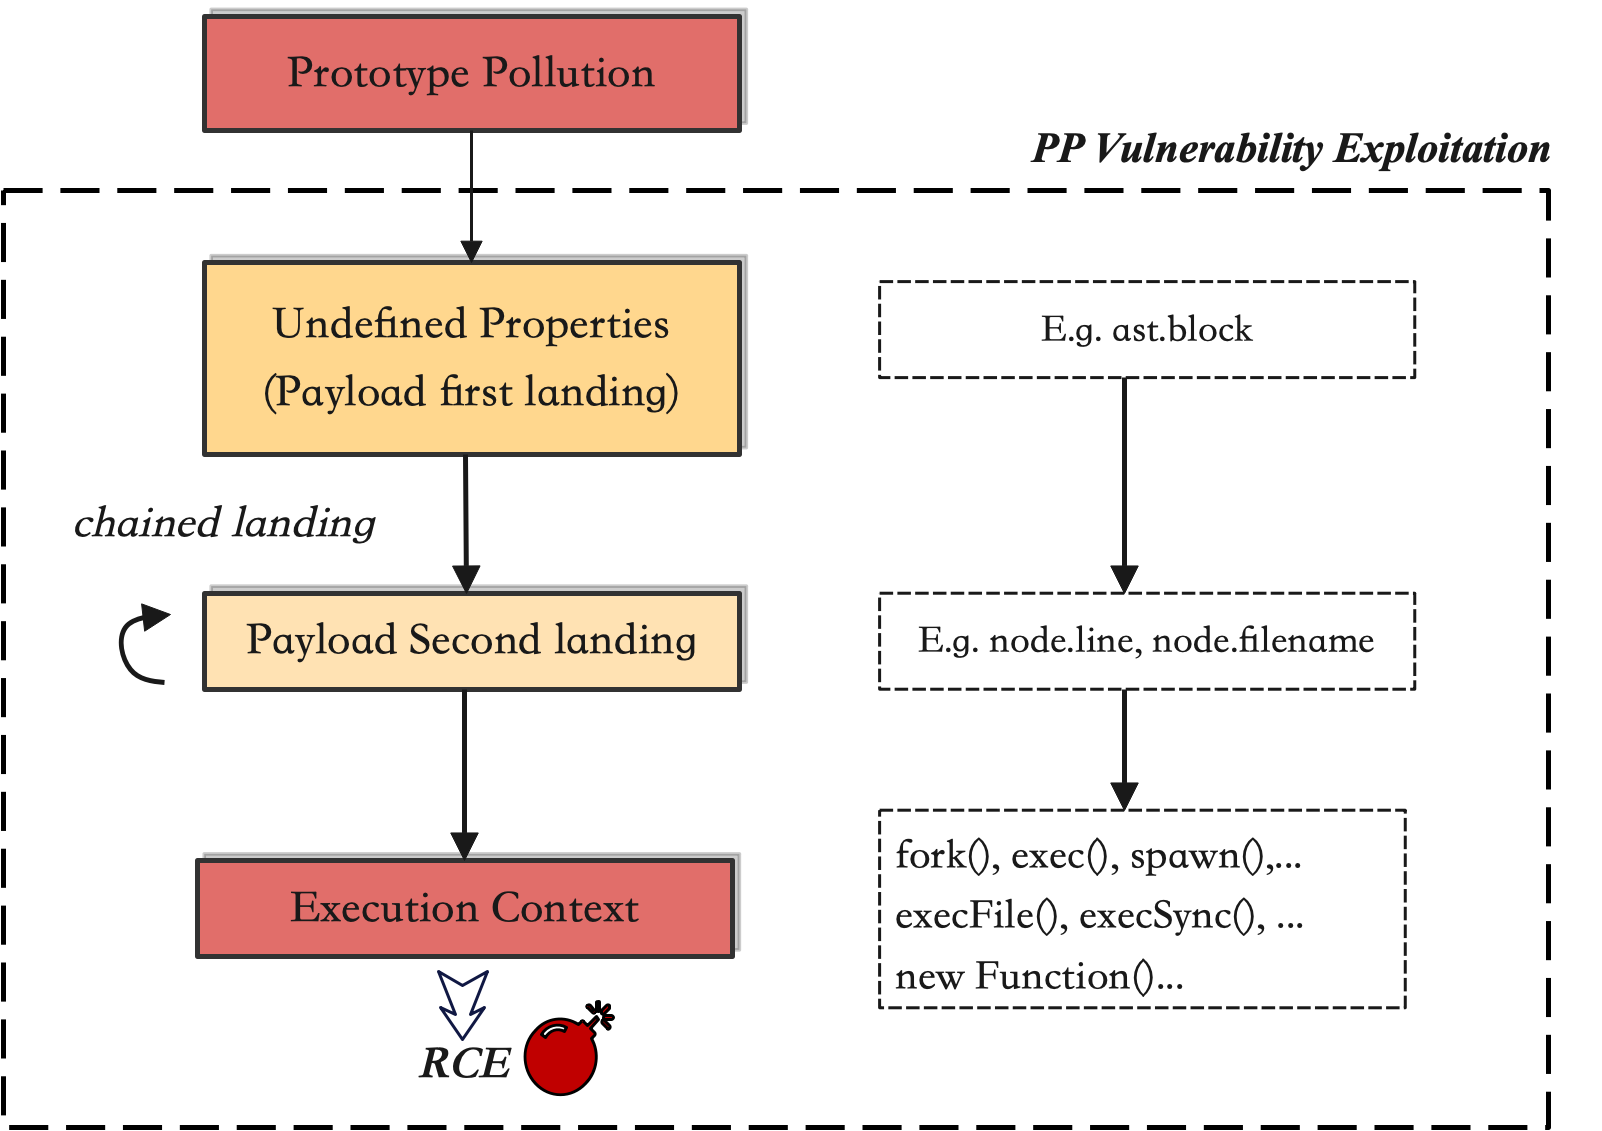 Prototype Pollution
PP Vulnerability Exploitation
Undefined Properties
(Payload first landing)
E.g. ast.block
chained landing
Payload Second landing
E.g. node.line, node.filename
Execution Context
fork(), exec(), spawn(),...
execFile(), execSync(), ...
new Function()...
RCE